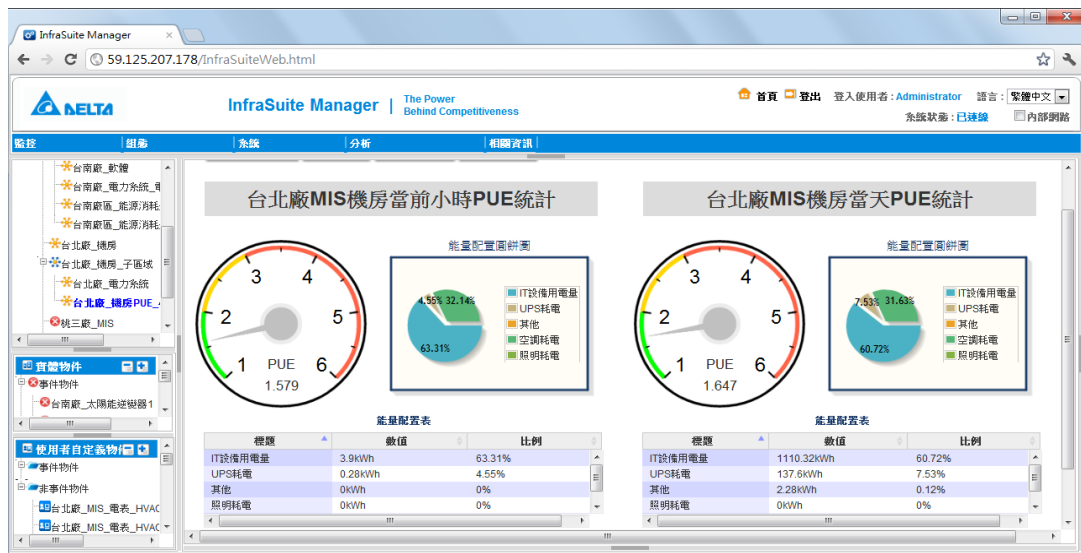 InfraSuite Manager
59.125.207.178/InfraSuiteWeb.html
DELTA
InfraSuite Manager | The Power
Behind Competitiveness
首頁 登出 登入使用者 : Administrator 語言 : 繁體中文
系統狀態 : 已連線 內部網路
監控 組態 系統 分析 相關資訊
台南廠_軟體
台南廠_電力系統_電
台南廠區_能源消耗
台南廠區_能源消耗
台北廠_機房
台北廠_機房_子區域
台北廠_電力系統
台北廠_機房PUE_
桃三廠_MIS
實體物件
事件物件
台南廠_太陽能逆變器1
使用者自定義物件
事件物件
非事件物件
台北廠_MIS_電表_HVAC
台北廠_MIS_電表_HVAC
台北廠MIS機房當前小時PUE統計
1 2 3 4 5 6
PUE
1.579
能量配置圓餅圖
4.55% 32.14%
63.31%
IT設備用電量
UPS耗電
其他
空調耗電
照明耗電
能量配置表
標題 數值 比例
IT設備用電量 3.9kWh 63.31%
UPS耗電 0.28kWh 4.55%
其他 0kWh 0%
照明耗電 0kWh 0%
台北廠MIS機房當天PUE統計
1 2 3 4 5 6
PUE
1.647
能量配置圓餅圖
7.53% 31.63%
60.72%
IT設備用電量
UPS耗電
其他
空調耗電
照明耗電
能量配置表
標題 數值 比例
IT設備用電量 1110.32kWh 60.72%
UPS耗電 137.6kWh 7.53%
其他 2.28kWh 0.12%
照明耗電 0kWh 0%